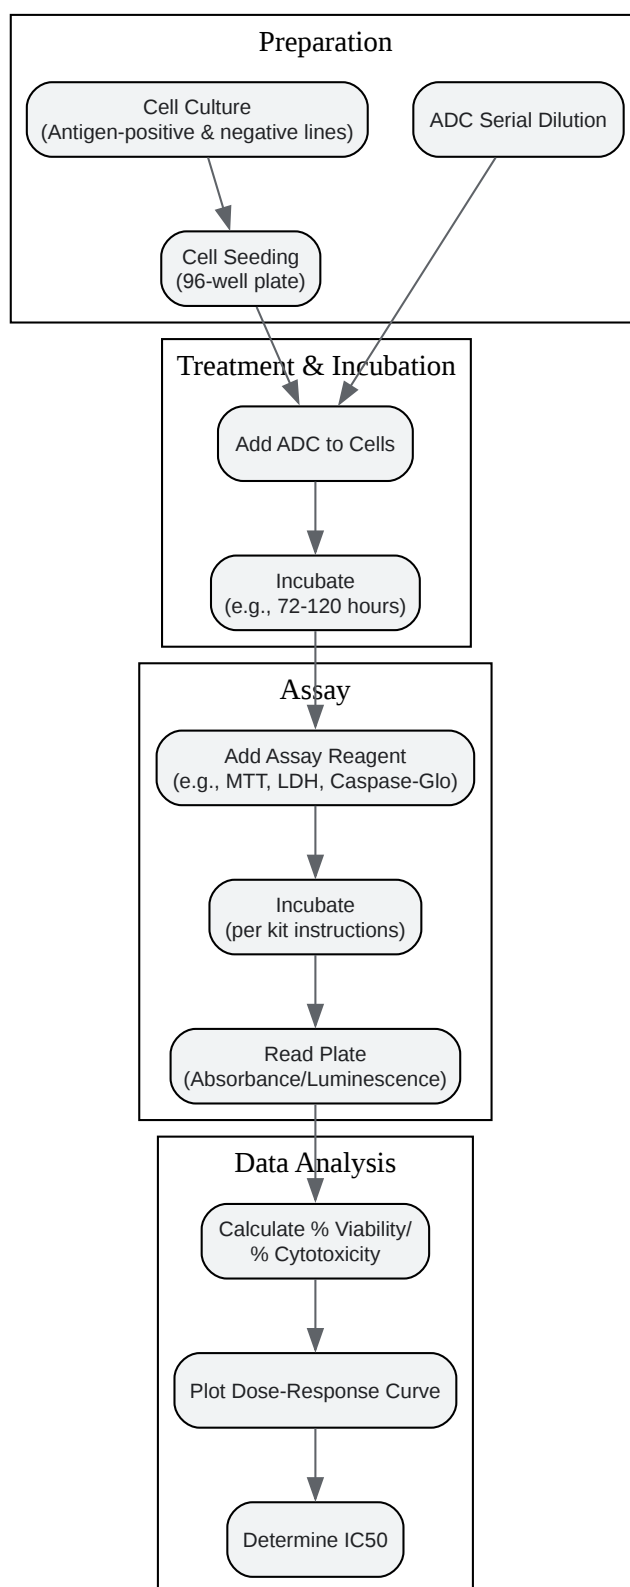 Preparation
Cell Culture
(Antigen-positive & negative lines)
ADC Serial Dilution
Cell Seeding
(96-well plate)
Treatment & Incubation
Add ADC to Cells
Incubate
(e.g., 72-120 hours)
Assay
Add Assay Reagent
(e.g., MTT, LDH, Caspase-Glo)
Incubate
(per kit instructions)
Read Plate
(Absorbance/Luminescence)
Data Analysis
Calculate % Viability/
% Cytotoxicity
Plot Dose-Response Curve
Determine IC50